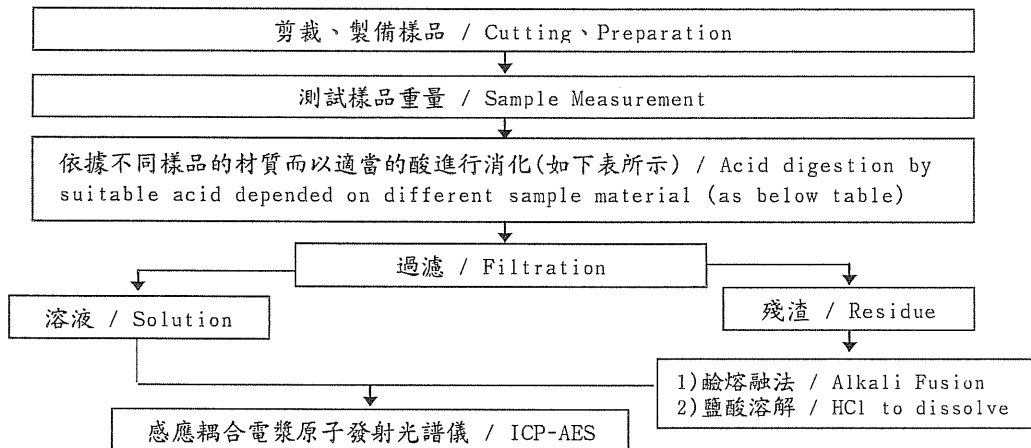 剪裁、製備樣品 / Cutting、Preparation
測試樣品重量 / Sample Measurement
依據不同樣品的材質而以適當的酸進行消化(如下表所示) / Acid digestion by
suitable acid depended on different sample material (as below table)
過濾 / Filtration
溶液 / Solution
殘渣 / Residue
1)鹼熔融法 / Alkali Fusion
2)鹽酸溶解 / HCl to dissolve
感應耦合電漿原子發射光譜儀 / ICP-AES